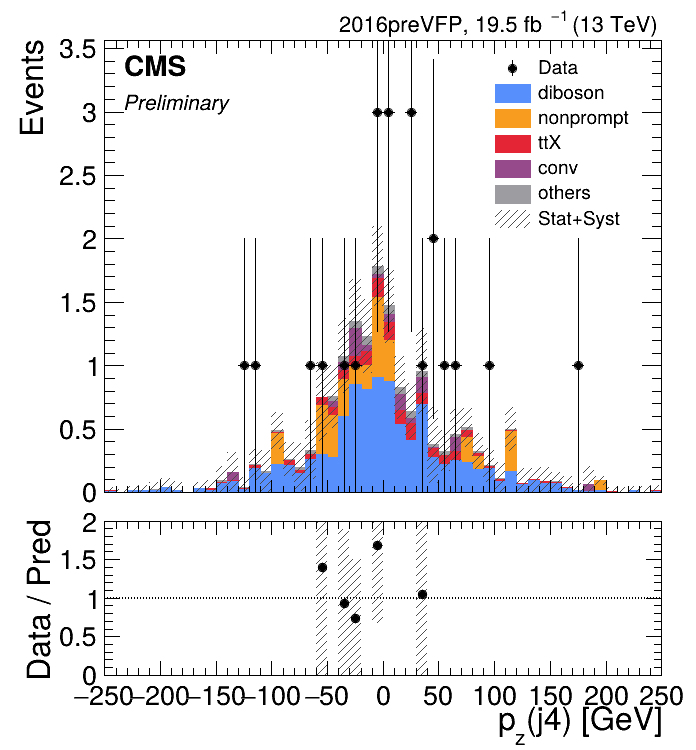 2016preVFP, 19.5 fb ⁻¹ (13 TeV)
Events
3.5
3
2.5
2
1.5
1
0.5
0
CMS
Preliminary
Data
diboson
nonprompt
ttX
conv
others
Stat+Syst
Data / Pred
2
1.5
1
0.5
0
−250 −200 −150 −100 −50 0 50 100 150 200 250
p_z(j4) [GeV]